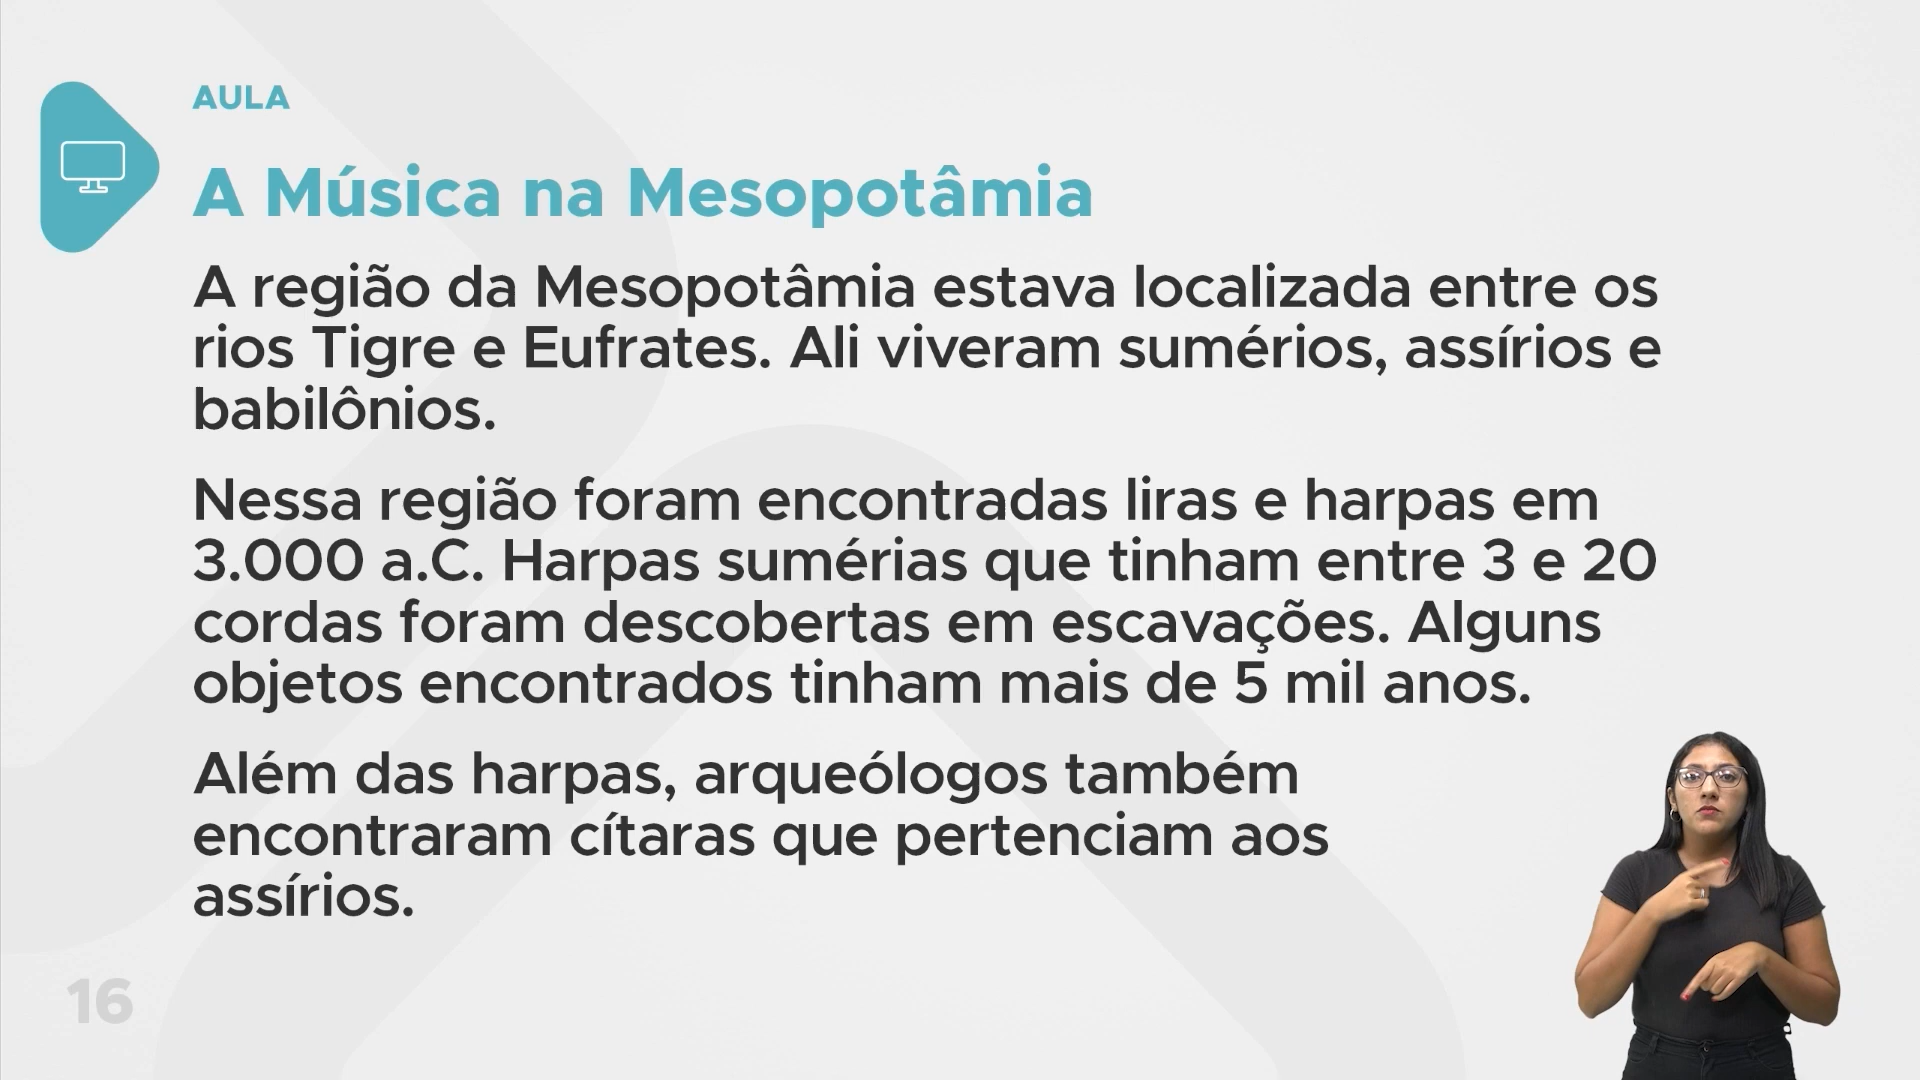 AULA
A Música na Mesopotâmia
A região da Mesopotâmia estava localizada entre os
rios Tigre e Eufrates. Ali viveram sumérios, assírios e
babilônios.
Nessa região foram encontradas liras e harpas em
3.000 a.C. Harpas sumérias que tinham entre 3 e 20
cordas foram descobertas em escavações. Alguns
objetos encontrados tinham mais de 5 mil anos.
Além das harpas, arqueólogos também
encontraram cítaras que pertenciam aos
assírios.
16